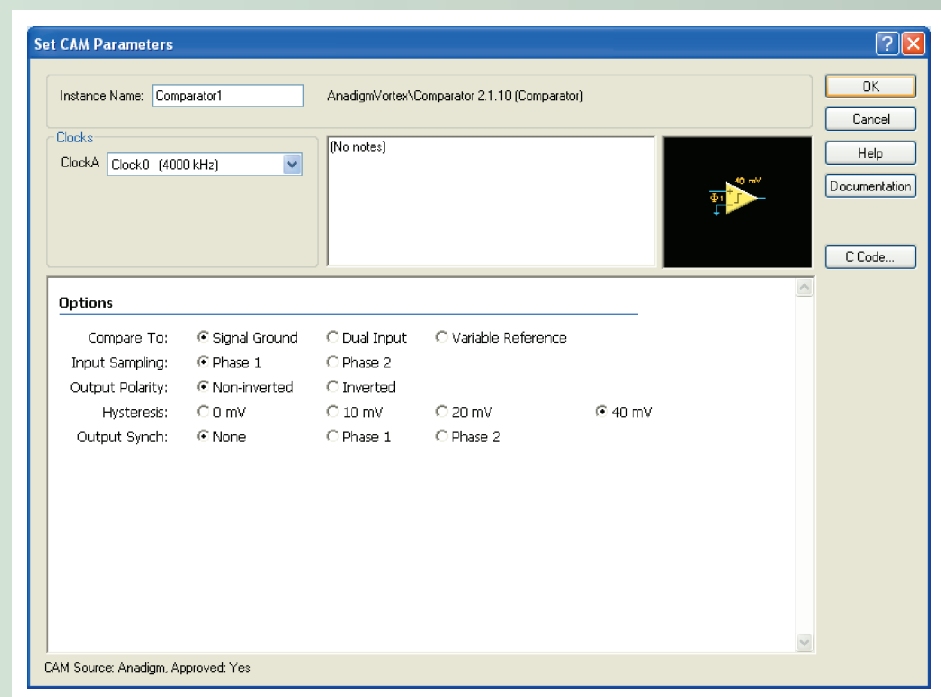 Set CAM Parameters
Instance Name: Comparator1 AnadigmVortex\Comparator 2.1.10 (Comparator)
OK
Cancel
Help
Documentation
C Code...
Clocks
ClockA Clock0 (4000 kHz)
(No notes)
40 mV
Φ1
Options
Compare To: Signal Ground Dual Input Variable Reference
Input Sampling: Phase 1 Phase 2
Output Polarity: Non-inverted Inverted
Hysteresis: 0 mV 10 mV 20 mV 40 mV
Output Synch: None Phase 1 Phase 2
CAM Source: Anadigm, Approved: Yes